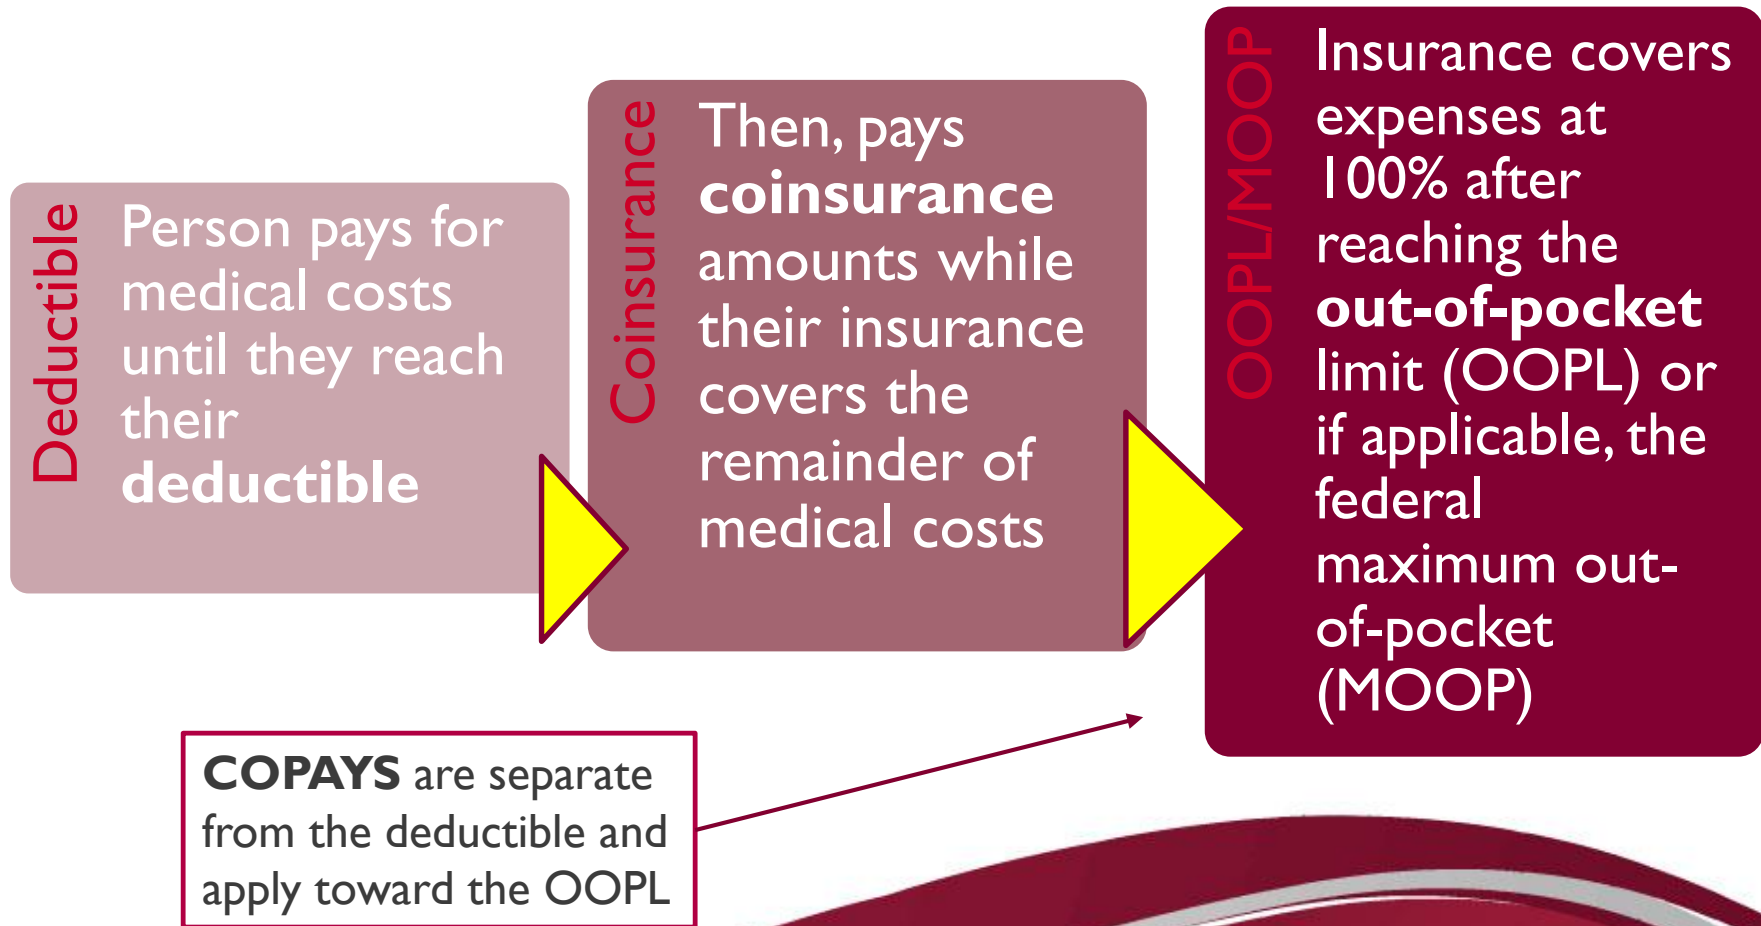 Deductible
Person pays for
medical costs
until they reach
their
deductible
Coinsurance
Then, pays
coinsurance
amounts while
their insurance
covers the
remainder of
medical costs
OOPL/MOOP
Insurance covers
expenses at
100% after
reaching the
out-of-pocket
limit (OOPL) or
if applicable, the
federal
maximum out-
of-pocket
(MOOP)
COPAYS are separate
from the deductible and
apply toward the OOPL